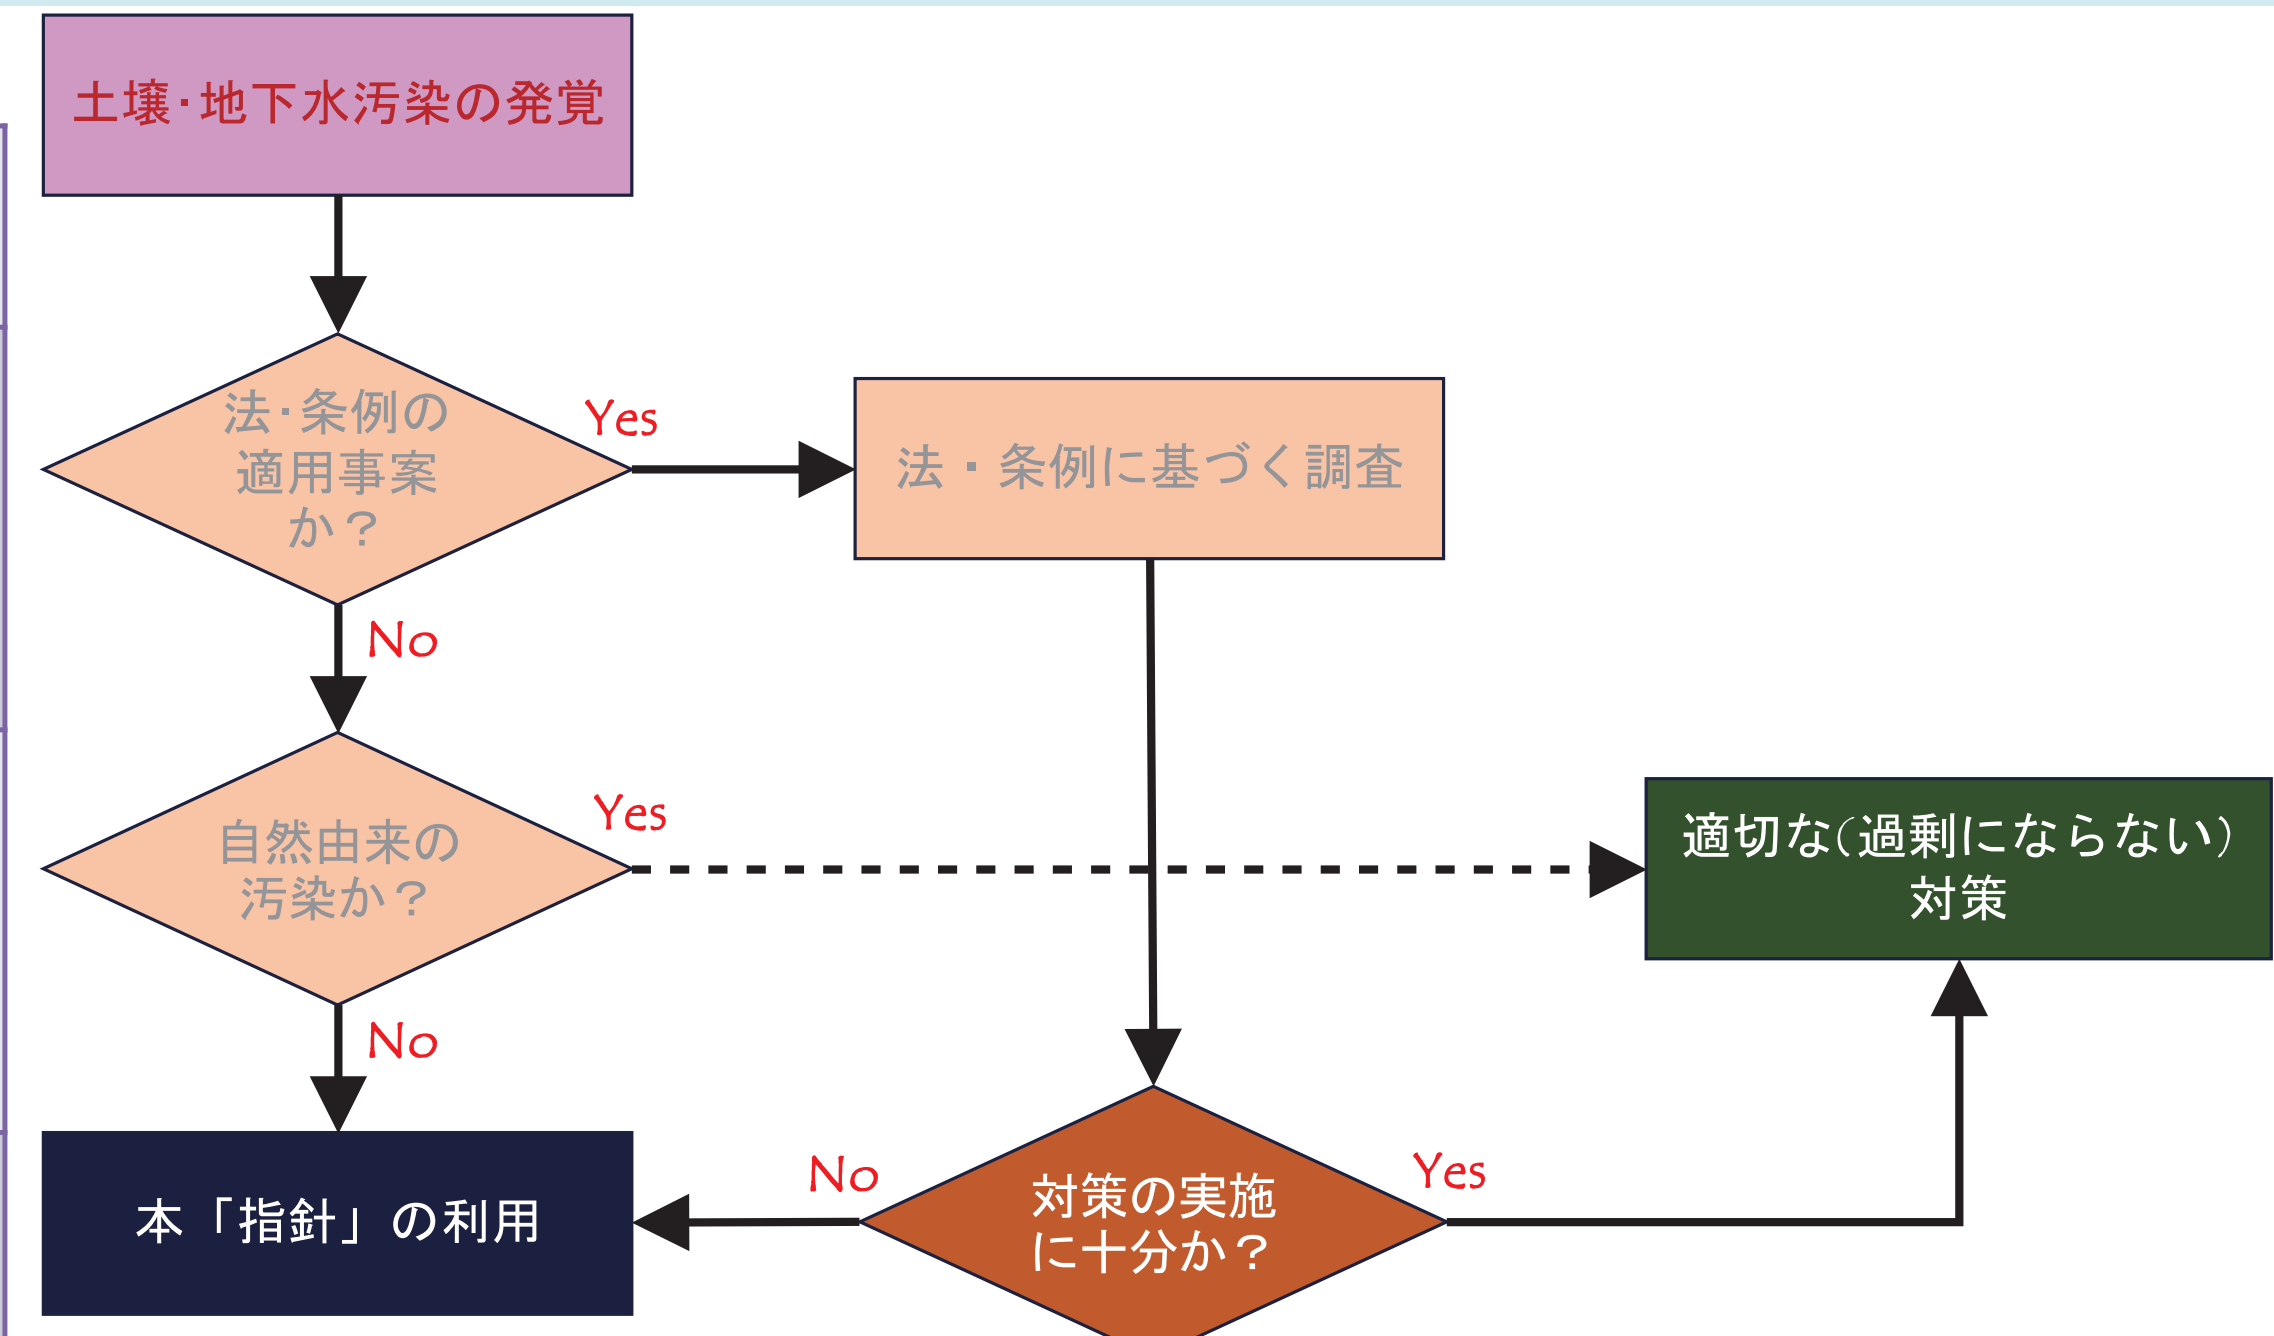 土壌・地下水汚染の発覚
法・条例の
適用事案
か？
Yes
法・条例に基づく調査
No
自然由来の
汚染か？
Yes
適切な(過剰にならない)
対策
No
本「指針」の利用
No
対策の実施
に十分か？
Yes